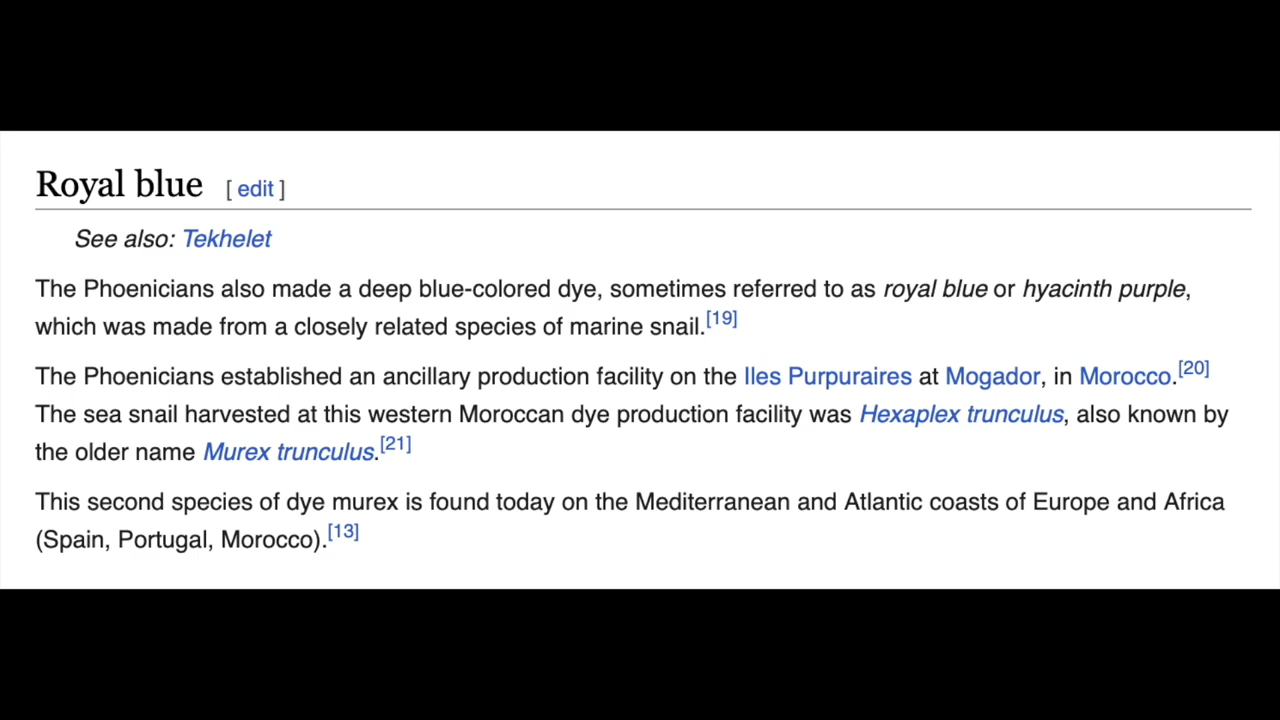 Royal blue [ edit ]
See also: Tekhelet
The Phoenicians also made a deep blue-colored dye, sometimes referred to as royal blue or hyacinth purple,
which was made from a closely related species of marine snail.[19]
The Phoenicians established an ancillary production facility on the Iles Purpuraires at Mogador, in Morocco.[20]
The sea snail harvested at this western Moroccan dye production facility was Hexaplex trunculus, also known by
the older name Murex trunculus.[21]
This second species of dye murex is found today on the Mediterranean and Atlantic coasts of Europe and Africa
(Spain, Portugal, Morocco).[13]